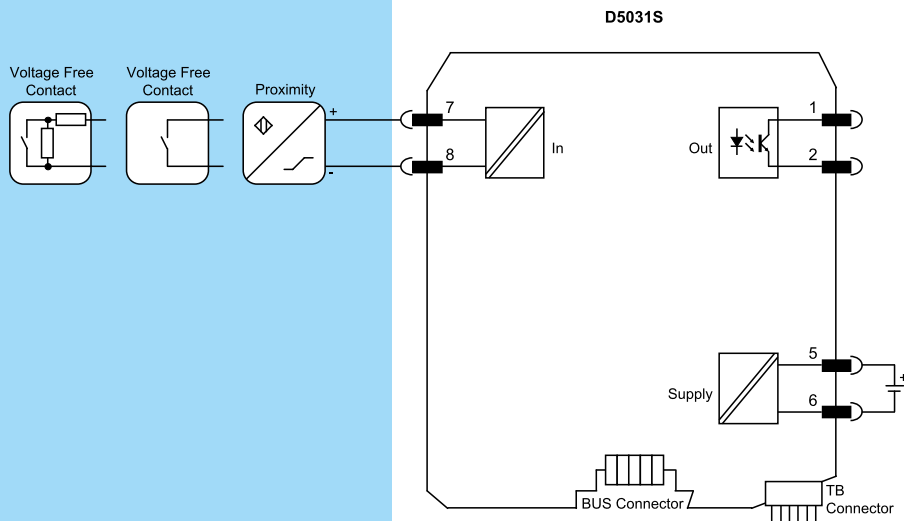 D5031S
Voltage Free
Contact
Voltage Free
Contact
Proximity
+
-
7
8
In
Out
1
2
Supply
5
6
+
BUS Connector
TB
Connector